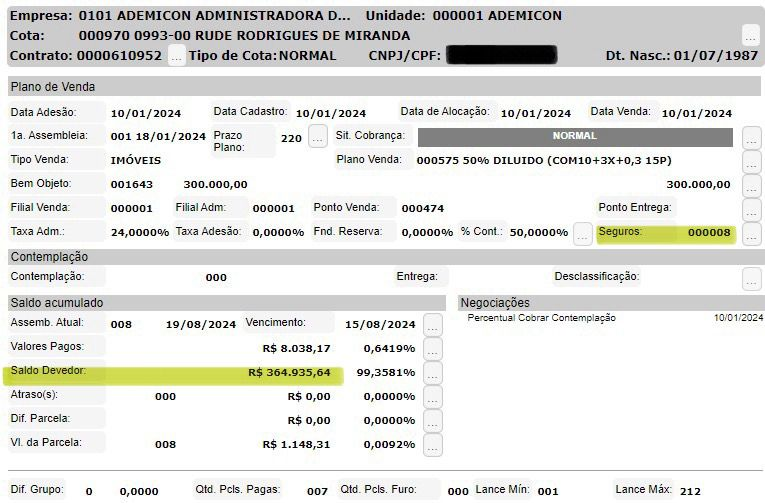 Empresa: 0101 ADEMICON ADMINISTRADORA D... Unidade: 000001 ADEMICON
Cota: 000970 0993-00 RUDE RODRIGUES DE MIRANDA ...
Contrato: 0000610952 ... Tipo de Cota: NORMAL CNPJ/CPF: Dt. Nasc.: 01/07/1987
Plano de Venda
Data Adesão: 10/01/2024 Data Cadastro: 10/01/2024 Data de Alocação: 10/01/2024 Data Venda: 10/01/2024
1a. Assembleia: 001 18/01/2024 Prazo Plano: 220 ... Sit. Cobrança: NORMAL ...
Tipo Venda: IMÓVEIS Plano Venda: 000575 50% DILUIDO (COM10+3X+0,3 15P) ...
Bem Objeto: 001643 300.000,00 300.000,00 ...
Filial Venda: 000001 Filial Adm: 000001 Ponto Venda: 000474 Ponto Entrega: ...
Taxa Adm.: 24,0000% Taxa Adesão: 0,0000% Fnd. Reserva: 0,0000% % Cont.: 50,0000% ... Seguros: 000008 ...
Contemplação
Contemplação: 000 Entrega: Desclassificação: ...
Saldo acumulado
Assemb. Atual: 008 19/08/2024 Vencimento: 15/08/2024 ...
Valores Pagos: R$ 8.038,17 0,6419% ...
Saldo Devedor: R$ 364.935,64 99,3581% ...
Atraso(s): 000 R$ 0,00 0,0000% ...
Dif. Parcela: R$ 0,00 0,0000% ...
Vl. da Parcela: 008 R$ 1.148,31 0,0092% ...
Negociações
Percentual Cobrar Contemplação 10/01/2024
Dif. Grupo: 0 0,0000 Qtd. Pcls. Pagas: 007 Qtd. Pcls. Furo: 000 Lance Mín: 001 Lance Máx: 212